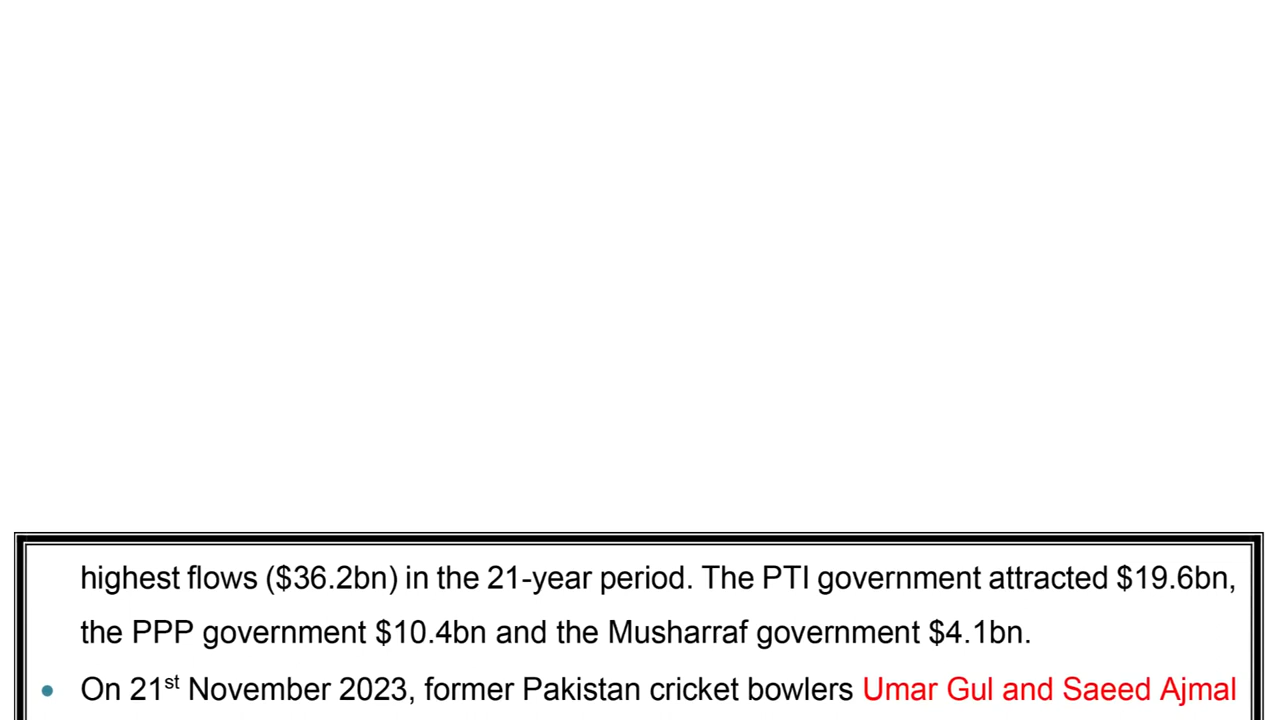 highest flows ($36.2bn) in the 21-year period. The PTI government attracted $19.6bn,
the PPP government $10.4bn and the Musharraf government $4.1bn.
• On 21st November 2023, former Pakistan cricket bowlers Umar Gul and Saeed Ajmal